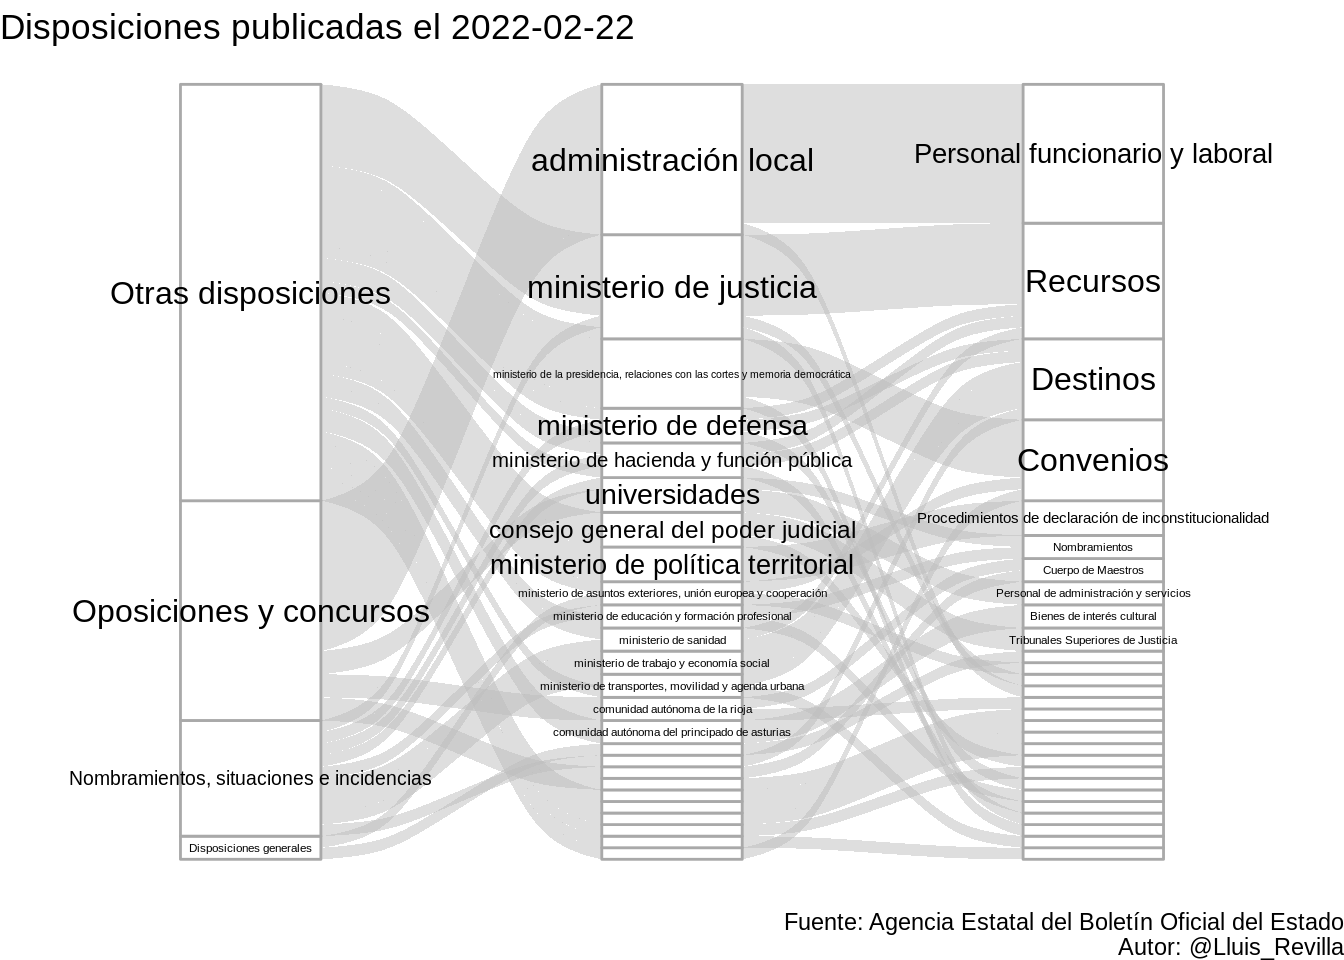 Disposiciones publicadas el 2022-02-22
Otras disposiciones
Oposiciones y concursos
Nombramientos, situaciones e incidencias
Disposiciones generales
administración local
ministerio de justicia
ministerio de la presidencia, relaciones con las cortes y memoria democrática
ministerio de defensa
ministerio de hacienda y función pública
universidades
consejo general del poder judicial
ministerio de política territorial
ministerio de asuntos exteriores, unión europea y cooperación
ministerio de educación y formación profesional
ministerio de sanidad
ministerio de trabajo y economía social
ministerio de transportes, movilidad y agenda urbana
comunidad autónoma de la rioja
comunidad autónoma del principado de asturias
Personal funcionario y laboral
Recursos
Destinos
Convenios
Procedimientos de declaración de inconstitucionalidad
Nombramientos
Cuerpo de Maestros
Personal de administración y servicios
Bienes de interés cultural
Tribunales Superiores de Justicia
Fuente: Agencia Estatal del Boletín Oficial del Estado
Autor: @Lluis_Revilla